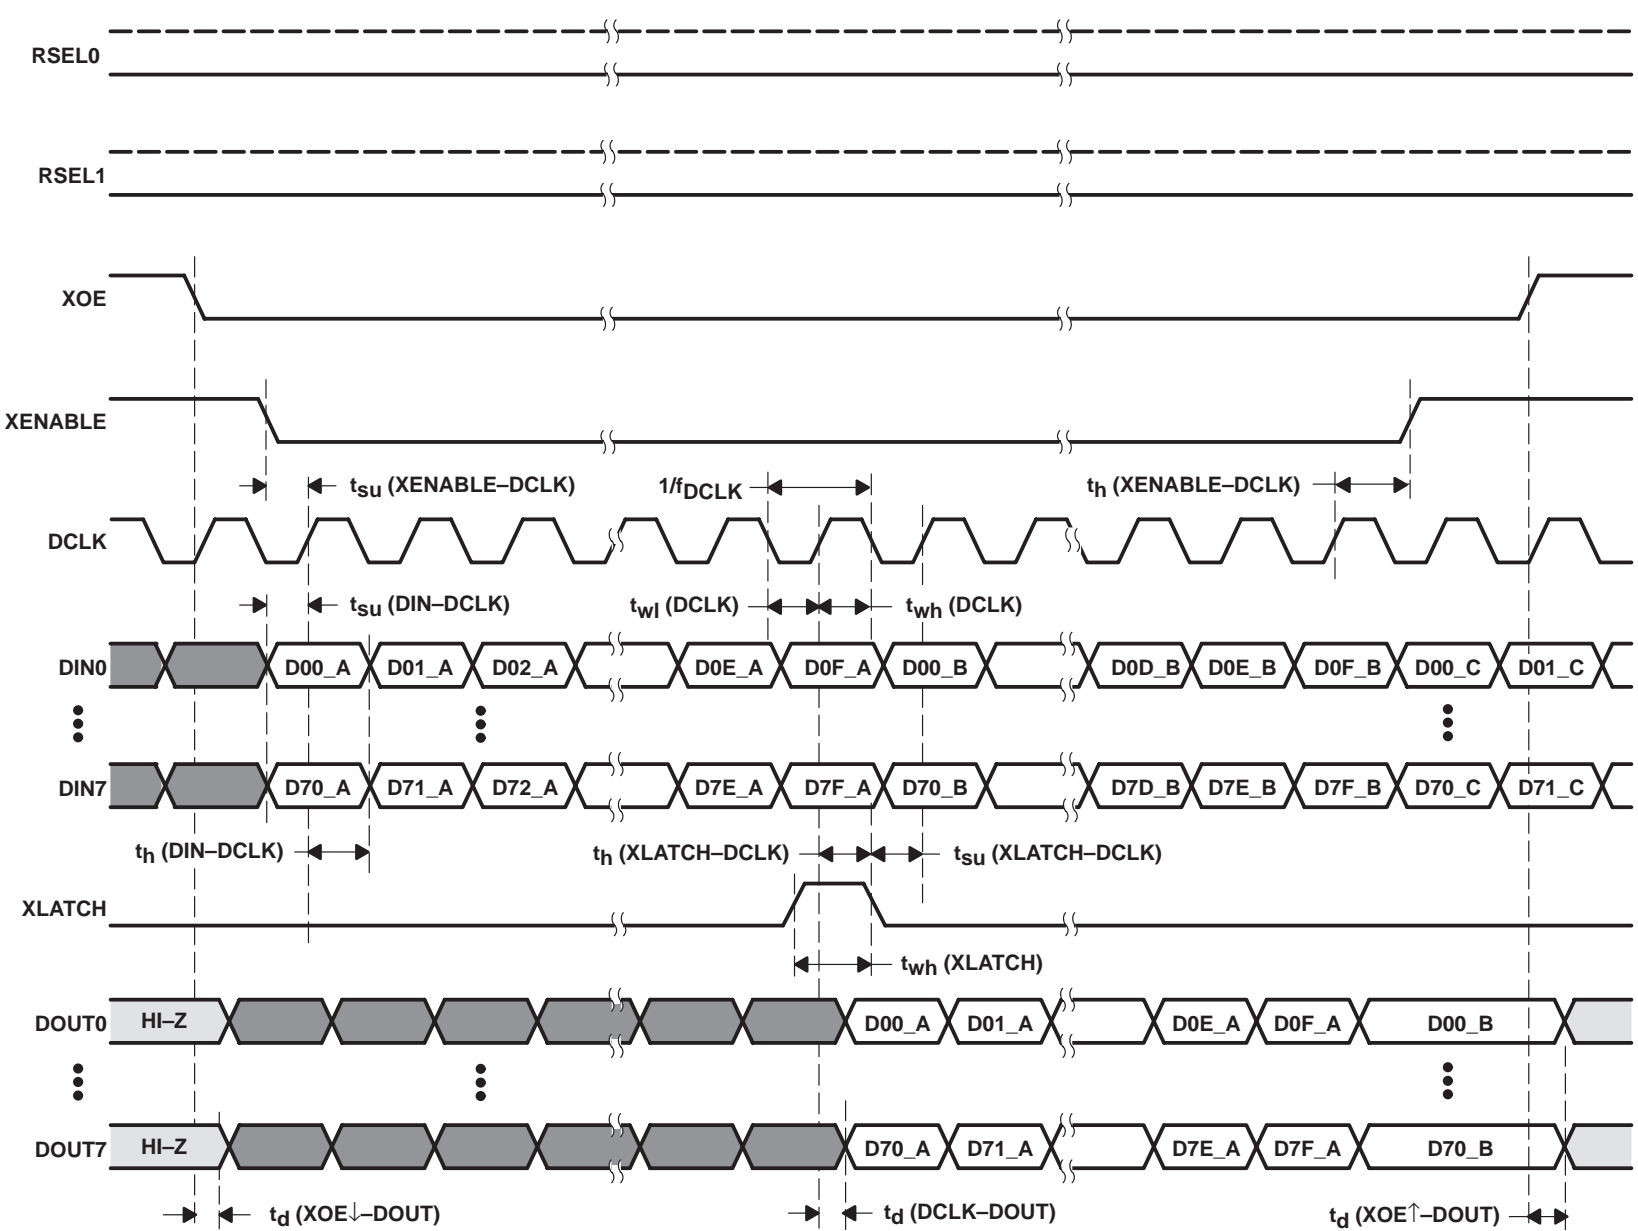 RSEL0
RSEL1
XOE
XENABLE
tsu (XENABLE–DCLK)
1/fDCLK
th (XENABLE–DCLK)
DCLK
tsu (DIN–DCLK)
twl (DCLK)
twh (DCLK)
DIN0
D00_A
D01_A
D02_A
D0E_A
D0F_A
D00_B
D0D_B
D0E_B
D0F_B
D00_C
D01_C
DIN7
D70_A
D71_A
D72_A
D7E_A
D7F_A
D70_B
D7D_B
D7E_B
D7F_B
D70_C
D71_C
th (DIN–DCLK)
th (XLATCH–DCLK)
tsu (XLATCH–DCLK)
XLATCH
twh (XLATCH)
DOUT0
HI–Z
D00_A
D01_A
D0E_A
D0F_A
D00_B
DOUT7
HI–Z
D70_A
D71_A
D7E_A
D7F_A
D70_B
td (XOE↓–DOUT)
td (DCLK–DOUT)
td (XOE↑–DOUT)